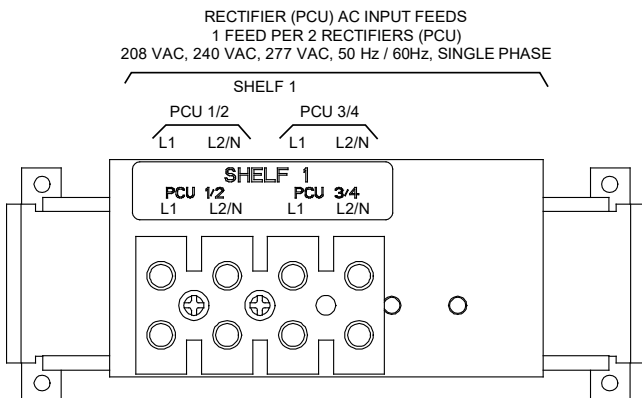 RECTIFIER (PCU) AC INPUT FEEDS
1 FEED PER 2 RECTIFIERS (PCU)
208 VAC, 240 VAC, 277 VAC, 50 Hz / 60Hz, SINGLE PHASE
SHELF 1
PCU 1/2 PCU 3/4
L1 L2/N L1 L2/N
SHELF 1
PCU 1/2 PCU 3/4
L1 L2/N L1 L2/N